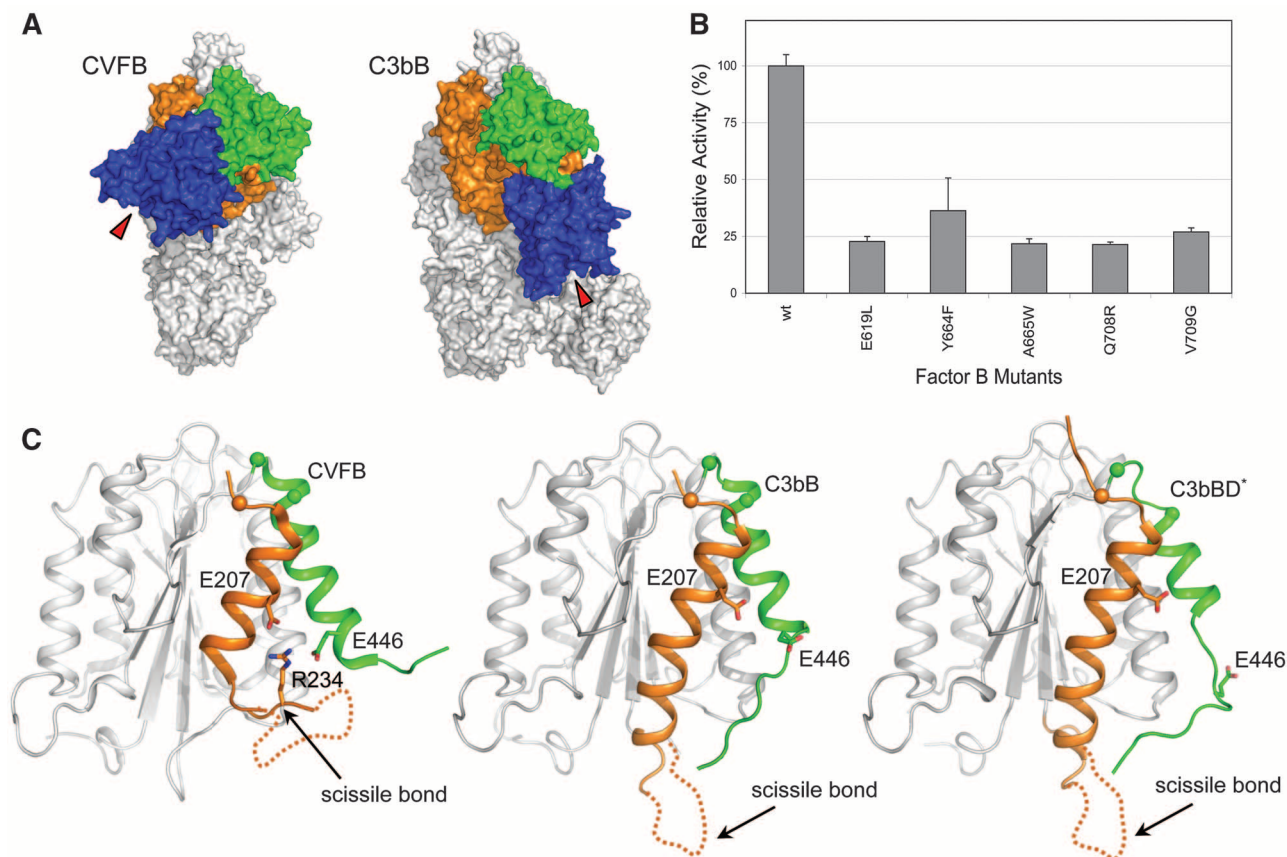 A
CVFB
C3bB
B
Relative Activity (%)
100
75
50
25
0
wt
E619L
Y664F
A665W
Q708R
V709G
Factor B Mutants
C
CVFB
E207
E446
R234
scissile bond
C3bB
E207
E446
scissile bond
C3bBD*
E207
E446
scissile bond